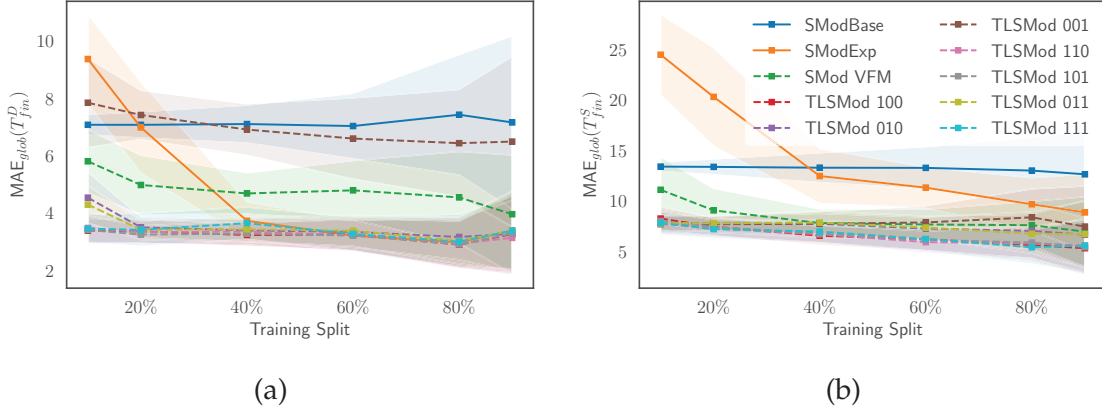 MAE_glob(T^D_fin)
10
8
6
4
2
20%
40%
60%
80%
Training Split
(a)
MAE_glob(T^S_fin)
25
20
15
10
5
20%
40%
60%
80%
Training Split
SModBase
SModExp
SMod VFM
TLSMod 100
TLSMod 010
TLSMod 001
TLSMod 110
TLSMod 101
TLSMod 011
TLSMod 111
(b)